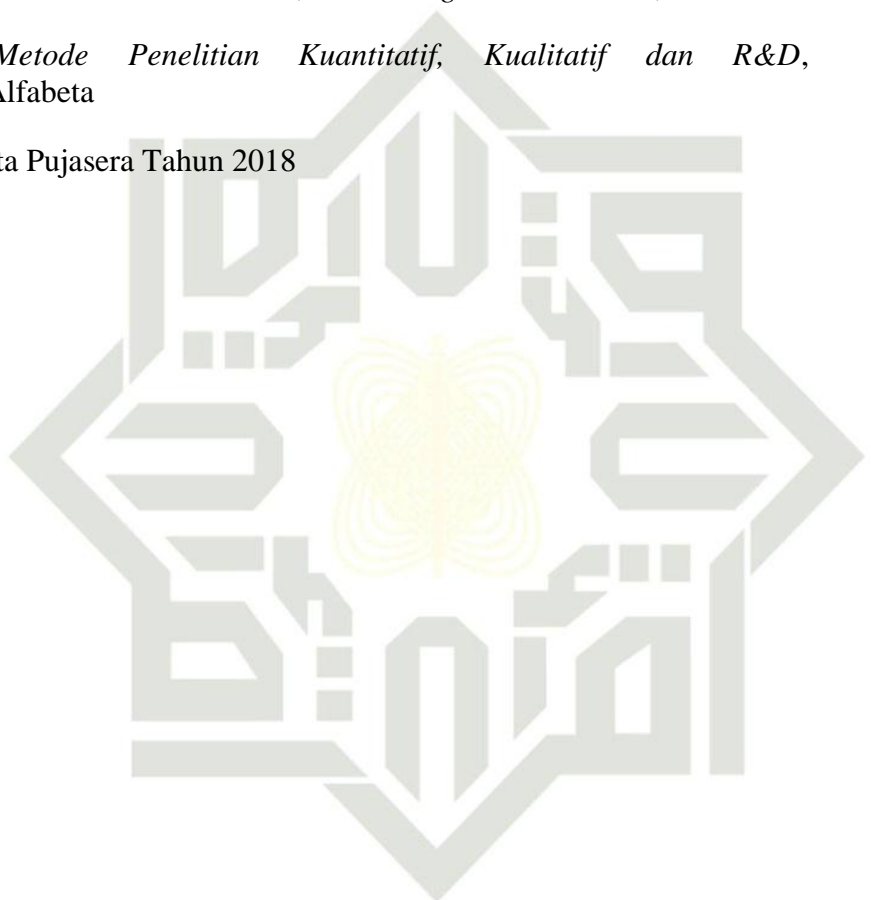 Metode Penelitian Kuantitatif, Kualitatif dan R&D,
Alfabeta
ta Pujasera Tahun 2018